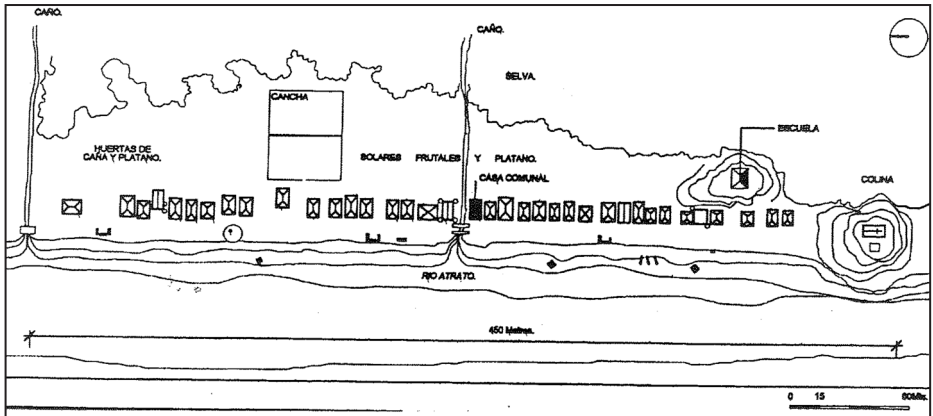 CAÑO.
CAÑO.
SELVA.
CANCHA
ESCUELA
HUERTAS DE
CAÑA Y PLATANO.
SOLARES FRUTALES Y PLATANO.
CASA COMUNAL
COLINA
RIO ATRATO.
450 Metros.
0 15 60Mts.